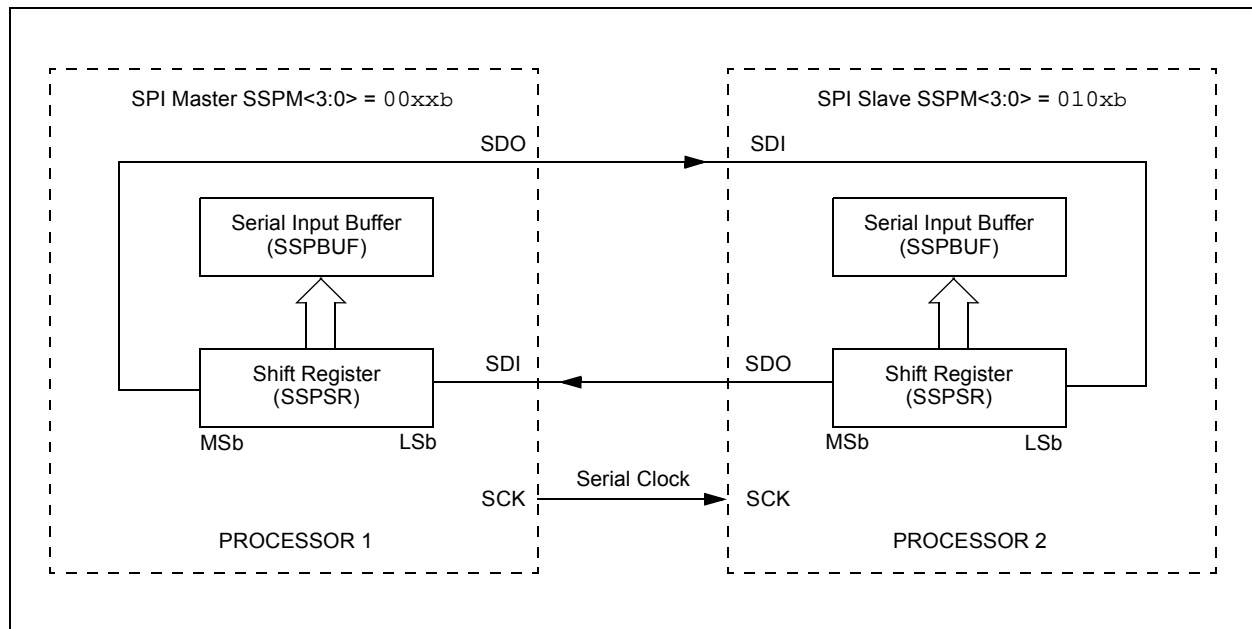 SPI Master SSPM<3:0> = 00xxb
SDO
Serial Input Buffer
(SSPBUF)
Shift Register
(SSPSR)
MSb
LSb
SDI
SCK
PROCESSOR 1
Serial Clock
SPI Slave SSPM<3:0> = 010xb
SDI
Serial Input Buffer
(SSPBUF)
SDO
Shift Register
(SSPSR)
MSb
LSb
SCK
PROCESSOR 2